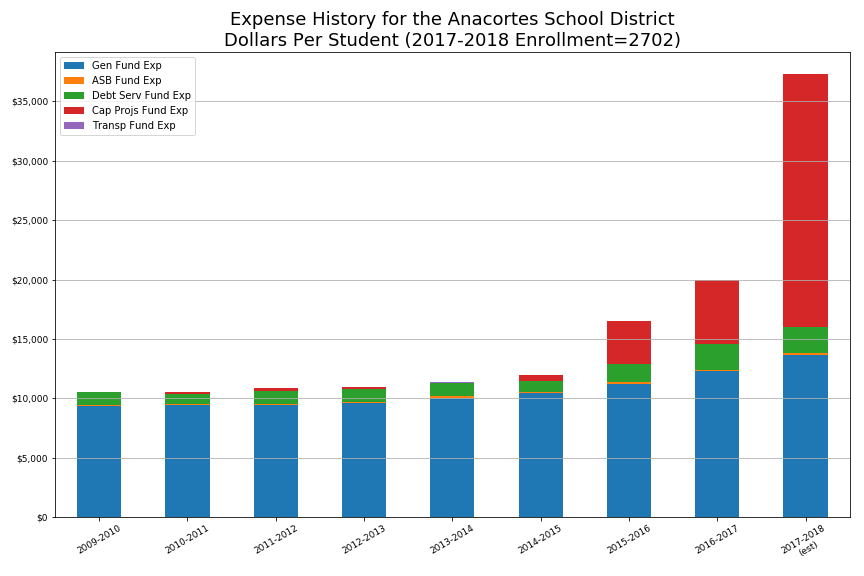 Expense History for the Anacortes School District
Dollars Per Student (2017-2018 Enrollment=2702)
Gen Fund Exp
ASB Fund Exp
Debt Serv Fund Exp
Cap Projs Fund Exp
Transp Fund Exp
$35,000
$30,000
$25,000
$20,000
$15,000
$10,000
$5,000
$0
2009-2010
2010-2011
2011-2012
2012-2013
2013-2014
2014-2015
2015-2016
2016-2017
2017-2018
(est)